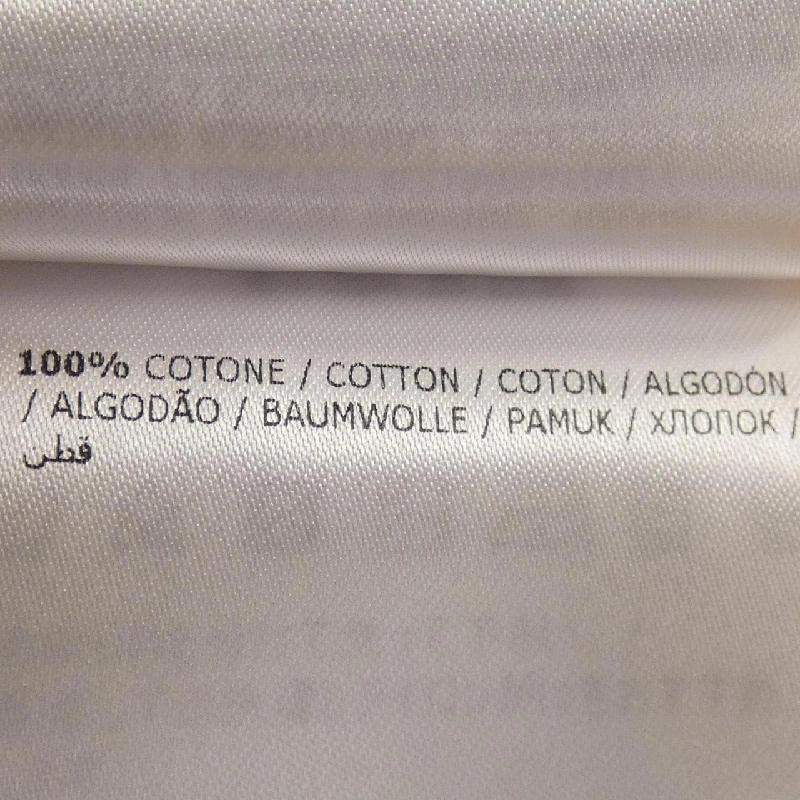 100% COTONE / COTTON / COTON / ALGODÓN
/ ALGODÃO / BAUMWOLLE / PAMUK / ХЛОПОК /
قطن